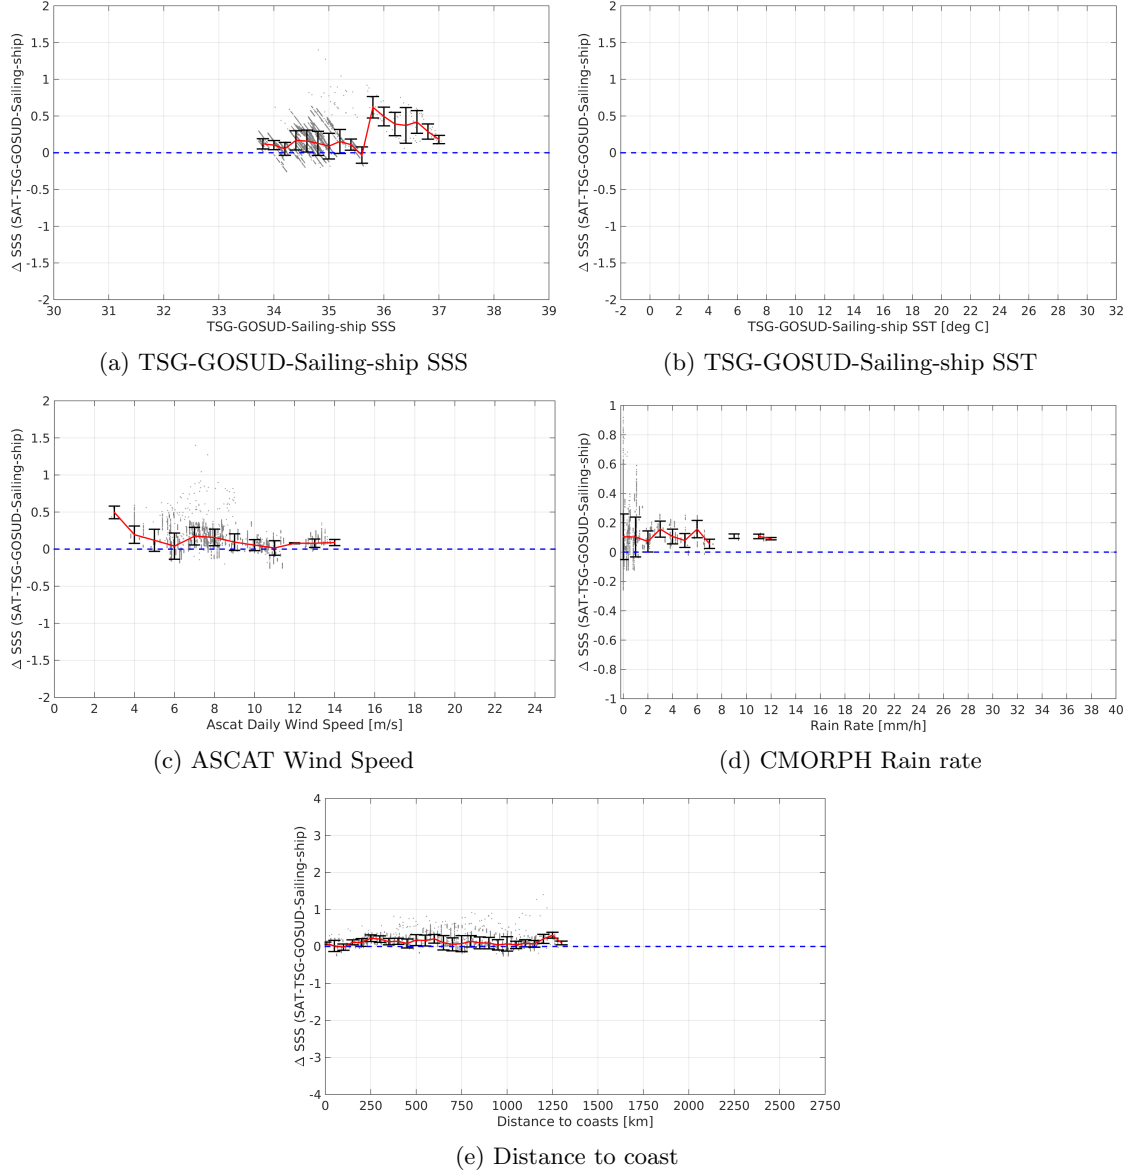 2
1.5
1
0.5
0
-0.5
-1
-1.5
-2
Δ SSS (SAT-TSG-GOSUD-Sailing-ship)
30 31 32 33 34 35 36 37 38 39
TSG-GOSUD-Sailing-ship SSS
(a) TSG-GOSUD-Sailing-ship SSS
2
1.5
1
0.5
0
-0.5
-1
-1.5
-2
Δ SSS (SAT-TSG-GOSUD-Sailing-ship)
-2 0 2 4 6 8 10 12 14 16 18 20 22 24 26 28 30 32
TSG-GOSUD-Sailing-ship SST [deg C]
(b) TSG-GOSUD-Sailing-ship SST
2
1.5
1
0.5
0
-0.5
-1
-1.5
-2
Δ SSS (SAT-TSG-GOSUD-Sailing-ship)
0 2 4 6 8 10 12 14 16 18 20 22 24
Ascat Daily Wind Speed [m/s]
(c) ASCAT Wind Speed
1
0.8
0.6
0.4
0.2
0
-0.2
-0.4
-0.6
-0.8
-1
Δ SSS (SAT-TSG-GOSUD-Sailing-ship)
0 2 4 6 8 10 12 14 16 18 20 22 24 26 28 30 32 34 36 38 40
Rain Rate [mm/h]
(d) CMORPH Rain rate
4
3
2
1
0
-1
-2
-3
-4
Δ SSS (SAT-TSG-GOSUD-Sailing-ship)
0 250 500 750 1000 1250 1500 1750 2000 2250 2500 2750
Distance to coasts [km]
(e) Distance to coast